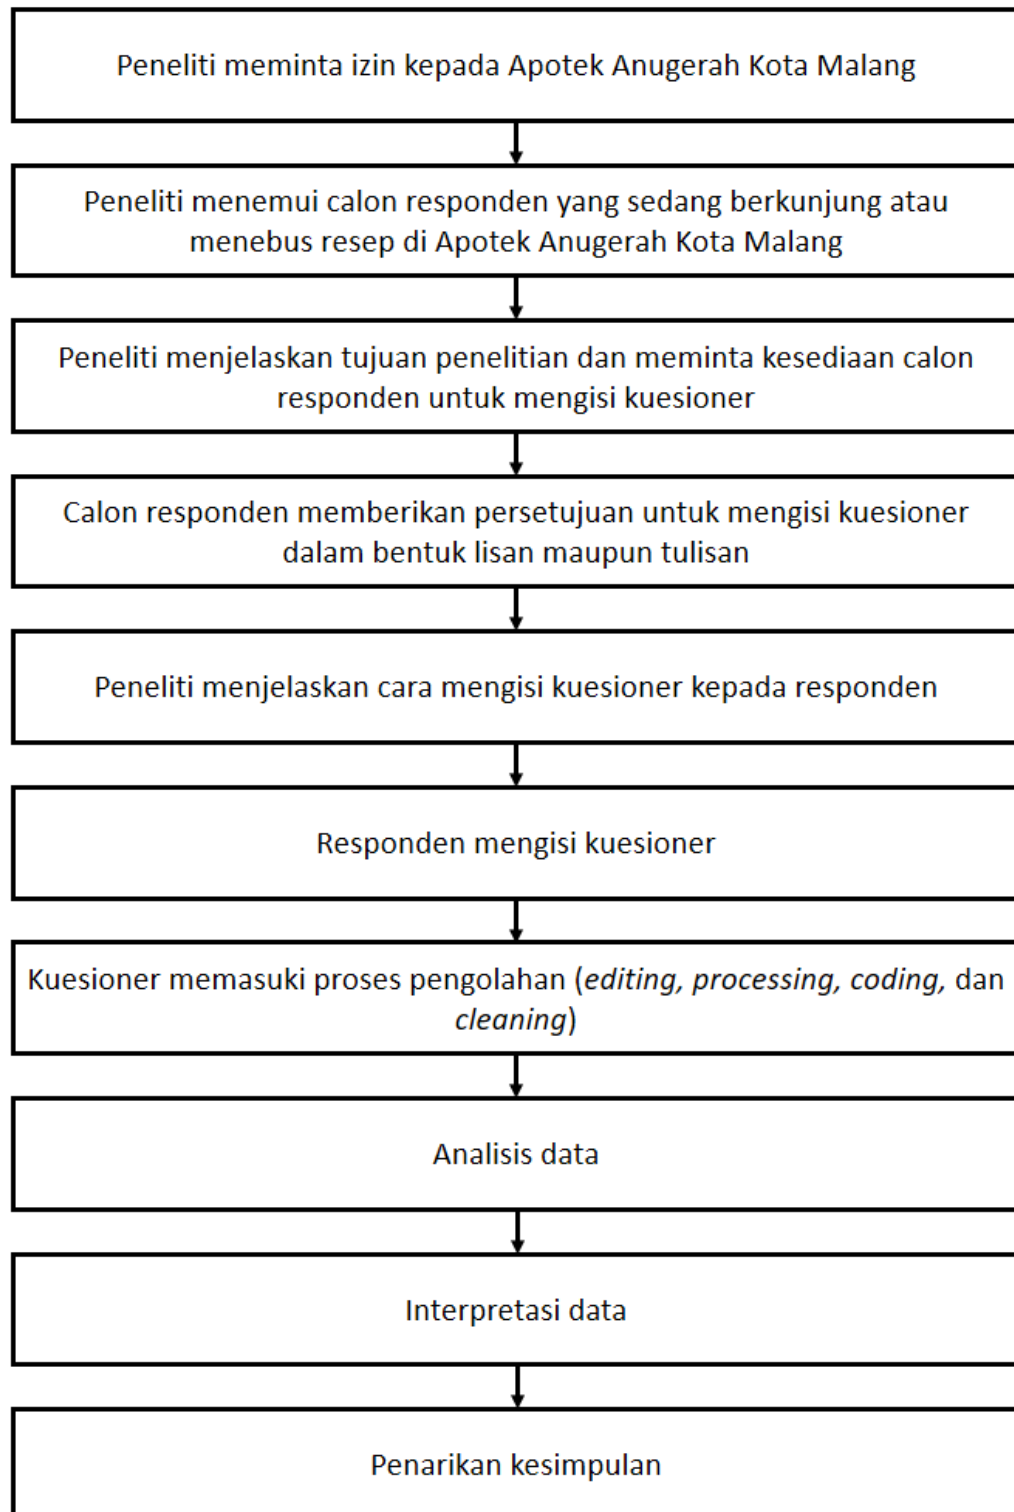 Peneliti meminta izin kepada Apotek Anugerah Kota Malang
Peneliti menemui calon responden yang sedang berkunjung atau
menebus resep di Apotek Anugerah Kota Malang
Peneliti menjelaskan tujuan penelitian dan meminta kesediaan calon
responden untuk mengisi kuesioner
Calon responden memberikan persetujuan untuk mengisi kuesioner
dalam bentuk lisan maupun tulisan
Peneliti menjelaskan cara mengisi kuesioner kepada responden
Responden mengisi kuesioner
Kuesioner memasuki proses pengolahan (editing, processing, coding, dan
cleaning)
Analisis data
Interpretasi data
Penarikan kesimpulan